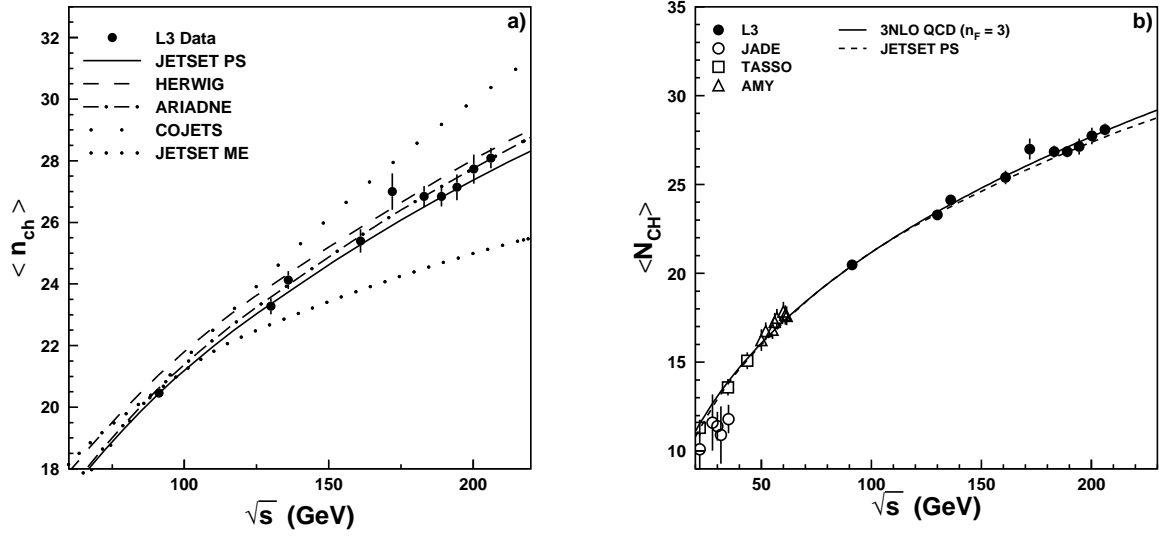 a)
L3 Data
JETSET PS
HERWIG
ARIADNE
COJETS
JETSET ME
< n_ch >
32
30
28
26
24
22
20
18
100
150
200
√s (GeV)
b)
L3
JADE
TASSO
AMY
3NLO QCD (n_F = 3)
JETSET PS
<N_CH>
35
30
25
20
15
10
50
100
150
200
√s (GeV)